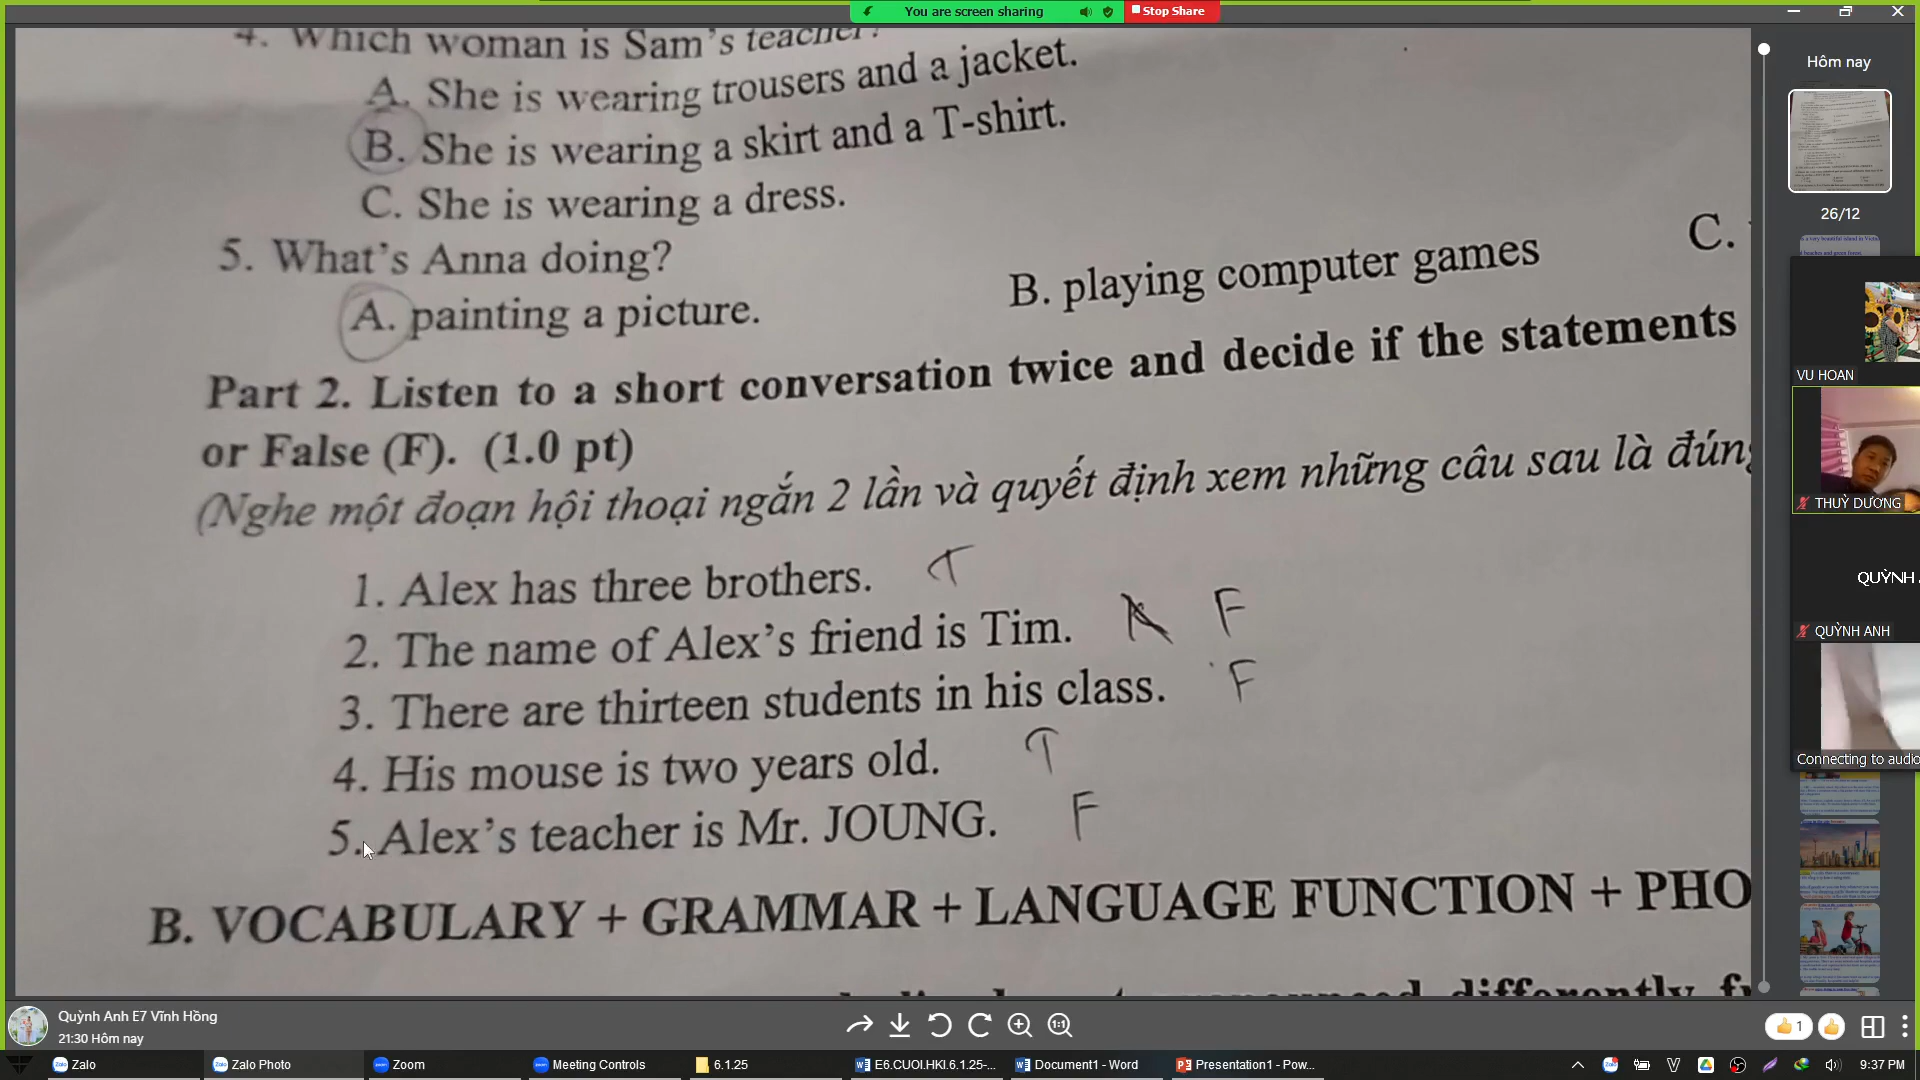 You are screen sharing
Stop Share
Hôm nay
4. Which woman is Sam's teacher?
A. She is wearing trousers and a jacket.
B. She is wearing a skirt and a T-shirt.
C. She is wearing a dress.
5. What's Anna doing?
A. painting a picture.
B. playing computer games
C.
Part 2. Listen to a short conversation twice and decide if the statements
or False (F). (1.0 pt)
(Nghe một đoạn hội thoại ngắn 2 lần và quyết định xem những câu sau là đúng
1. Alex has three brothers. T
2. The name of Alex's friend is Tim. F
3. There are thirteen students in his class. F
4. His mouse is two years old. T
5. Alex's teacher is Mr. JOUNG. F
B. VOCABULARY + GRAMMAR + LANGUAGE FUNCTION + PHO
differently
26/12
VU HOAN
THUỲ DƯƠNG
QUỲNH
QUỲNH ANH
Connecting to audio
Quỳnh Anh E7 Vĩnh Hồng
21:30 Hôm nay
1:1
1
Zalo
Zalo Photo
Zoom
Meeting Controls
6.1.25
E6.CUOI.HKI.6.1.25-...
Document1 - Word
Presentation1 - Pow...
9:37 PM